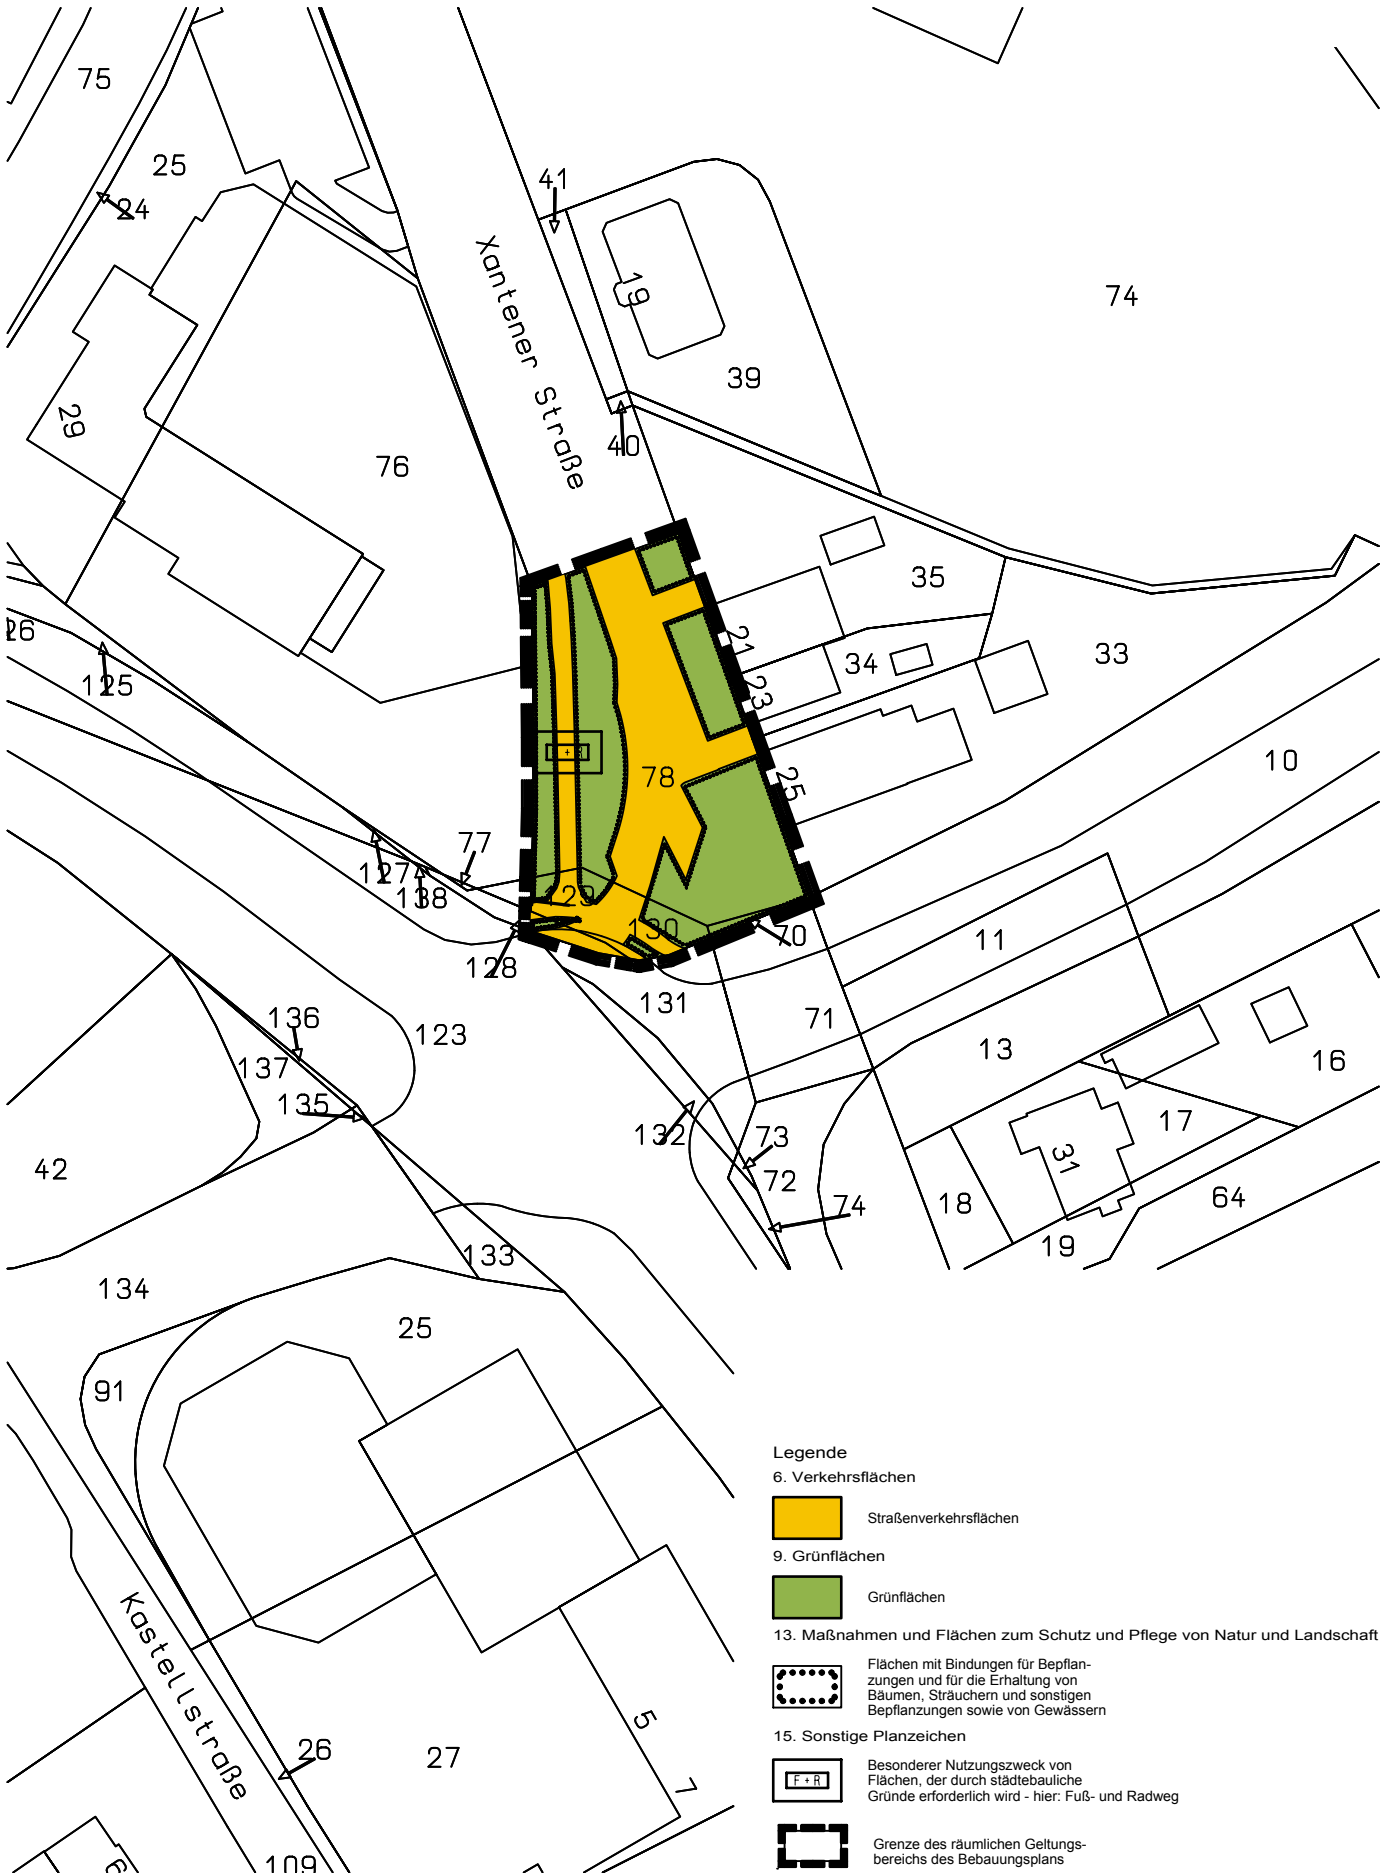 75
25
24
41
19
74
Xantener Straße
39
29
40
76
35
21
26
34
33
23
125
10
78
25
77
127
138
129
130
70
11
128
131
71
136
123
13
137
16
135
132
73
17
42
31
72
18
64
74
19
133
134
25
91
Kastellstraße
26
27
5
7
109
Legende
6. Verkehrsflächen
Straßenverkehrsflächen
9. Grünflächen
Grünflächen
13. Maßnahmen und Flächen zum Schutz und Pflege von Natur und Landschaft
Flächen mit Bindungen für Bepflan-
zungen und für die Erhaltung von
Bäumen, Sträuchern und sonstigen
Bepflanzungen sowie von Gewässern
15. Sonstige Planzeichen
F + R
Besonderer Nutzungszweck von
Flächen, der durch städtebauliche
Gründe erforderlich wird - hier: Fuß- und Radweg
Grenze des räumlichen Geltungs-
bereichs des Bebauungsplans